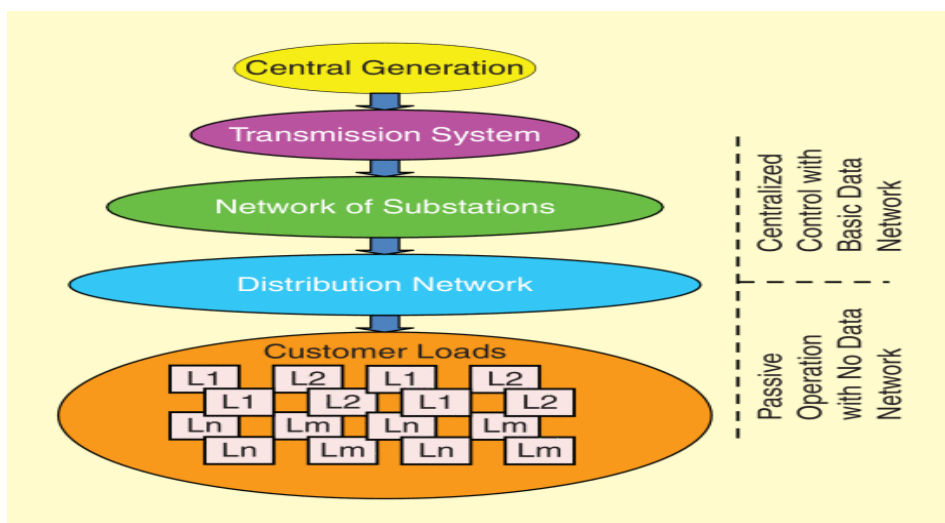 Central Generation
Transmission System
Network of Substations
Distribution Network
Customer Loads
L1 L2 L1 L2
L1 L2 L1 L2
Ln Lm Ln Lm
Ln Lm Ln Lm
Centralized
Control with
Basic Data
Network
Passive
Operation
with No Data
Network